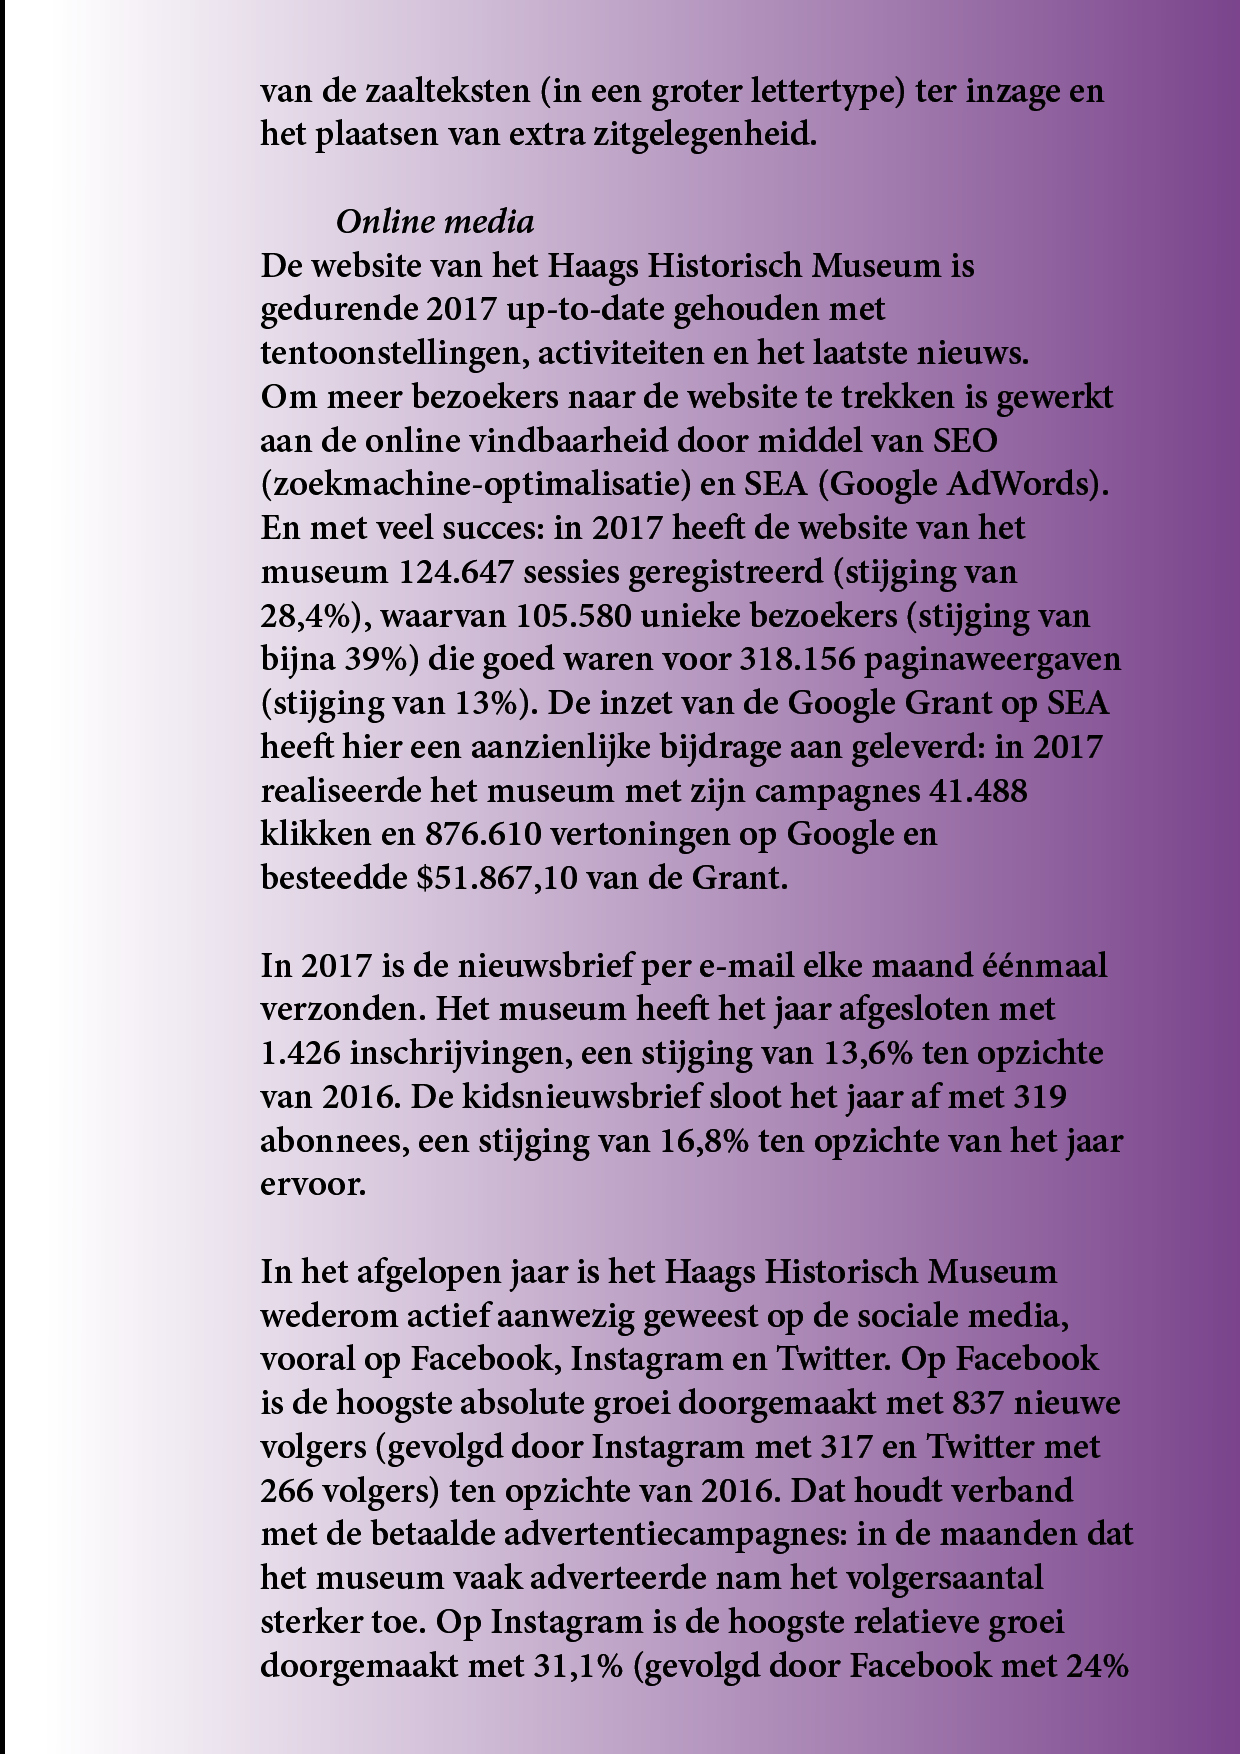 van de zaalteksten (in een groter lettertype) ter inzage en
het plaatsen van extra zitgelegenheid.
Online media
De website van het Haags Historisch Museum is
gedurende 2017 up-to-date gehouden met
tentoonstellingen, activiteiten en het laatste nieuws.
Om meer bezoekers naar de website te trekken is gewerkt
aan de online vindbaarheid door middel van SEO
(zoekmachine-optimalisatie) en SEA (Google AdWords).
En met veel succes: in 2017 heeft de website van het
museum 124.647 sessies geregistreerd (stijging van
28,4%), waarvan 105.580 unieke bezoekers (stijging van
bijna 39%) die goed waren voor 318.156 paginaweergaven
(stijging van 13%). De inzet van de Google Grant op SEA
heeft hier een aanzienlijke bijdrage aan geleverd: in 2017
realiseerde het museum met zijn campagnes 41.488
klikken en 876.610 vertoningen op Google en
besteedde $51.867,10 van de Grant.
In 2017 is de nieuwsbrief per e-mail elke maand éénmaal
verzonden. Het museum heeft het jaar afgesloten met
1.426 inschrijvingen, een stijging van 13,6% ten opzichte
van 2016. De kidsnieuwsbrief sloot het jaar af met 319
abonnees, een stijging van 16,8% ten opzichte van het jaar
ervoor.
In het afgelopen jaar is het Haags Historisch Museum
wederom actief aanwezig geweest op de sociale media,
vooral op Facebook, Instagram en Twitter. Op Facebook
is de hoogste absolute groei doorgemaakt met 837 nieuwe
volgers (gevolgd door Instagram met 317 en Twitter met
266 volgers) ten opzichte van 2016. Dat houdt verband
met de betaalde advertentiecampagnes: in de maanden dat
het museum vaak adverteerde nam het volgersaantal
sterker toe. Op Instagram is de hoogste relatieve groei
doorgemaakt met 31,1% (gevolgd door Facebook met 24%